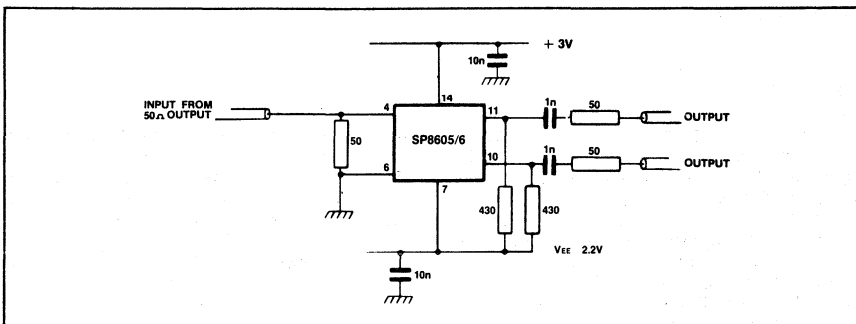 + 3V
10n
14
INPUT FROM
50Ω OUTPUT
4
11
1n
50
OUTPUT
SP8605/6
50
10
1n
50
OUTPUT
6
7
430
430
VEE 2.2V
10n